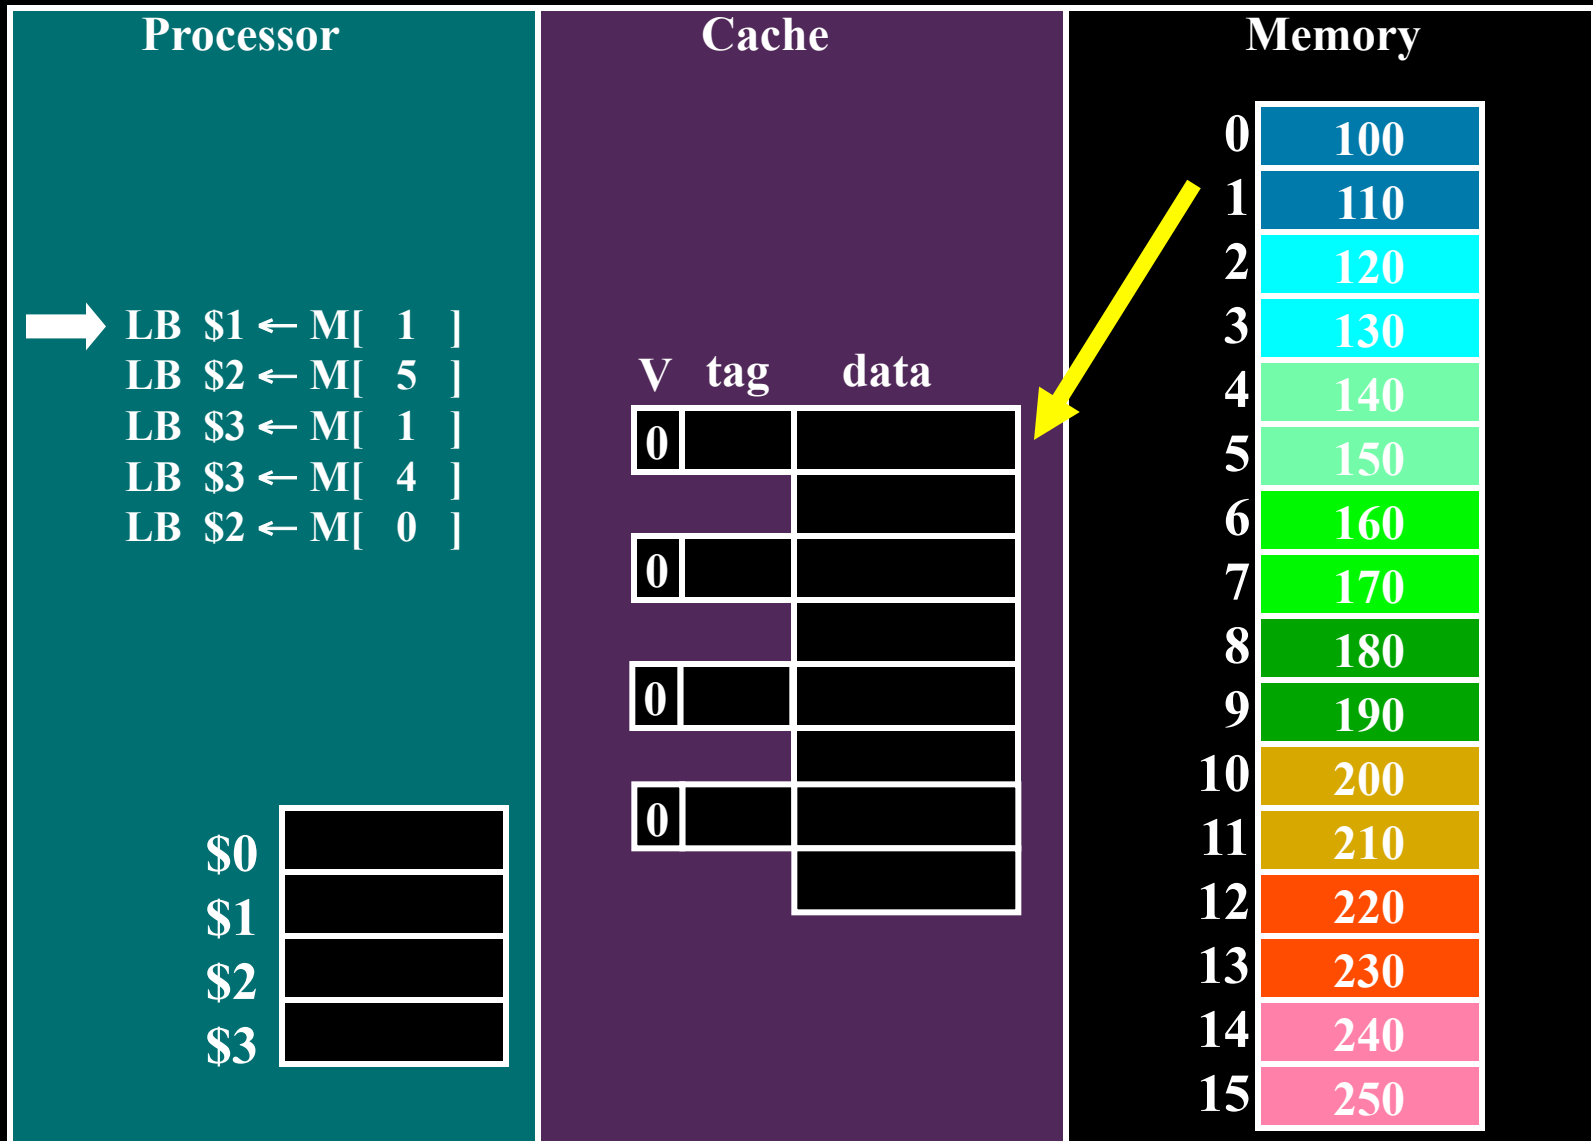 Processor
LB $1 ← M[ 1 ]
LB $2 ← M[ 5 ]
LB $3 ← M[ 1 ]
LB $3 ← M[ 4 ]
LB $2 ← M[ 0 ]
$0
$1
$2
$3
Cache
V tag data
0
0
0
0
Memory
0 100
1 110
2 120
3 130
4 140
5 150
6 160
7 170
8 180
9 190
10 200
11 210
12 220
13 230
14 240
15 250